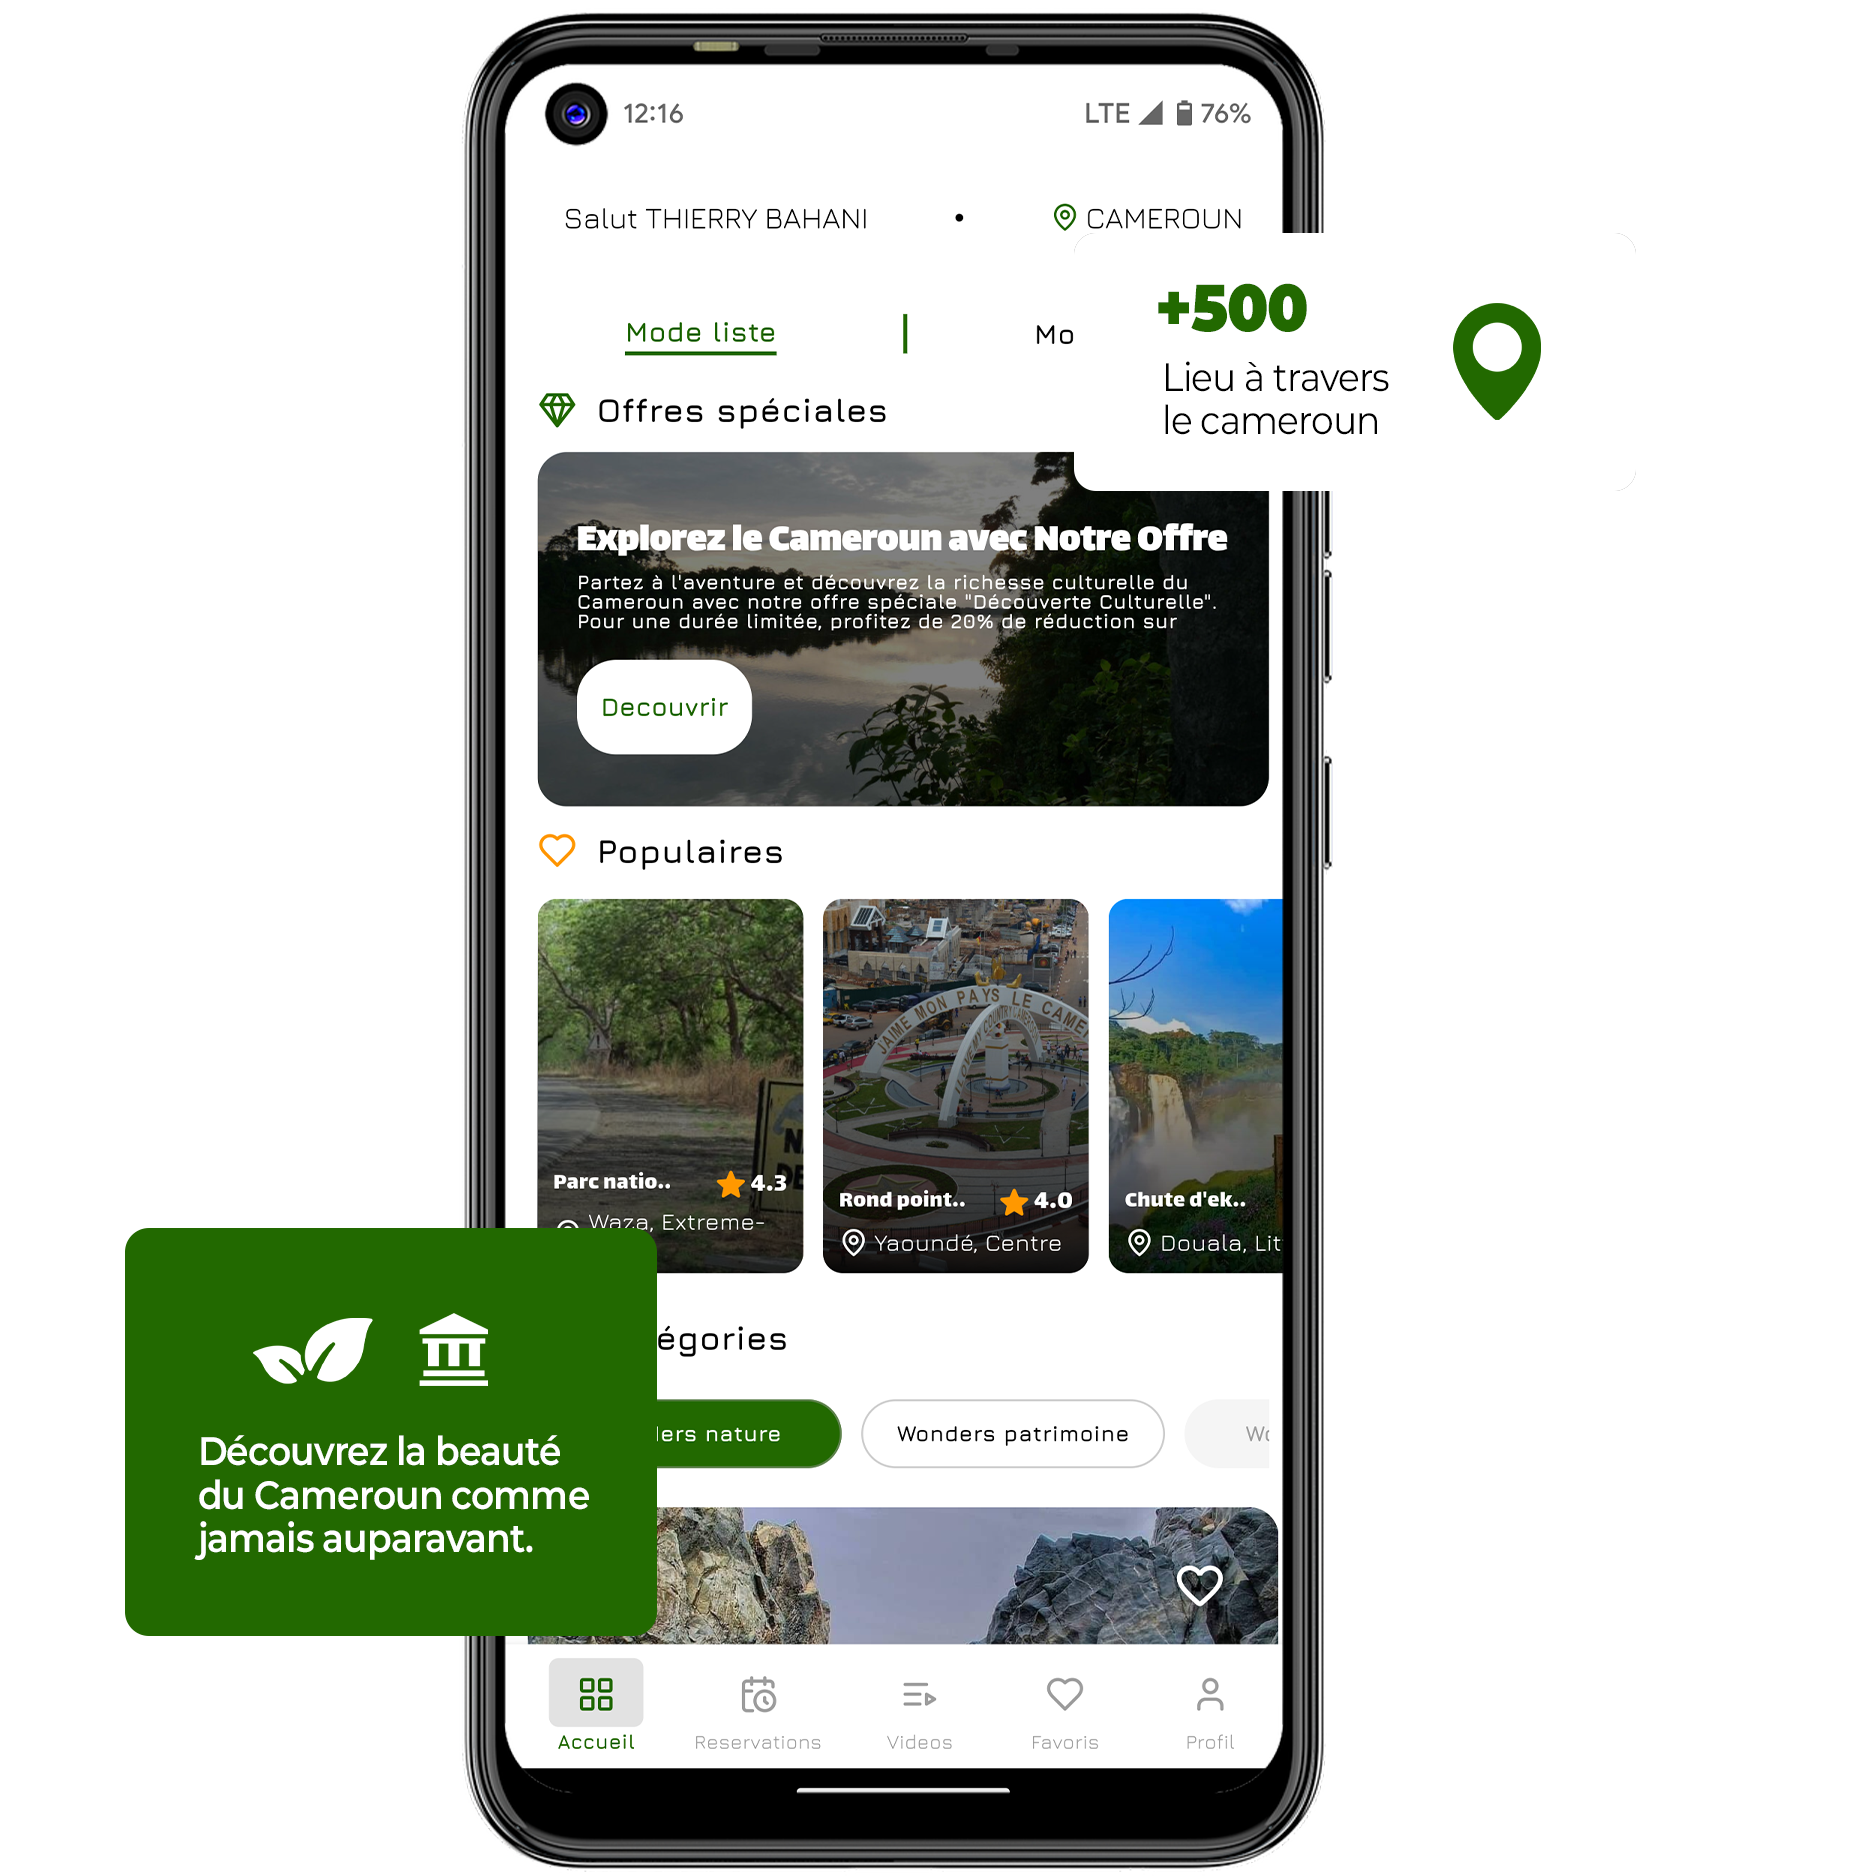 12:16
LTE 76%
Salut THIERRY BAHANI • CAMEROUN
Mode liste | Mo
+500
Lieu à travers
le cameroun
Offres spéciales
Explorez le Cameroun avec Notre Offre
Partez à l'aventure et découvrez la richesse culturelle du
Cameroun avec notre offre spéciale "Découverte Culturelle".
Pour une durée limitée, profitez de 20% de réduction sur
Decouvrir
Populaires
JAIME MON PAYS LE CAMER
Parc natio.. 4.3
Waza, Extreme-
Rond point.. 4.0
Yaoundé, Centre
Chute d'ek..
Douala, Lit
égories
ders nature
Wonders patrimoine
Wo
Découvrez la beauté
du Cameroun comme
jamais auparavant.
Accueil
Reservations
Videos
Favoris
Profil